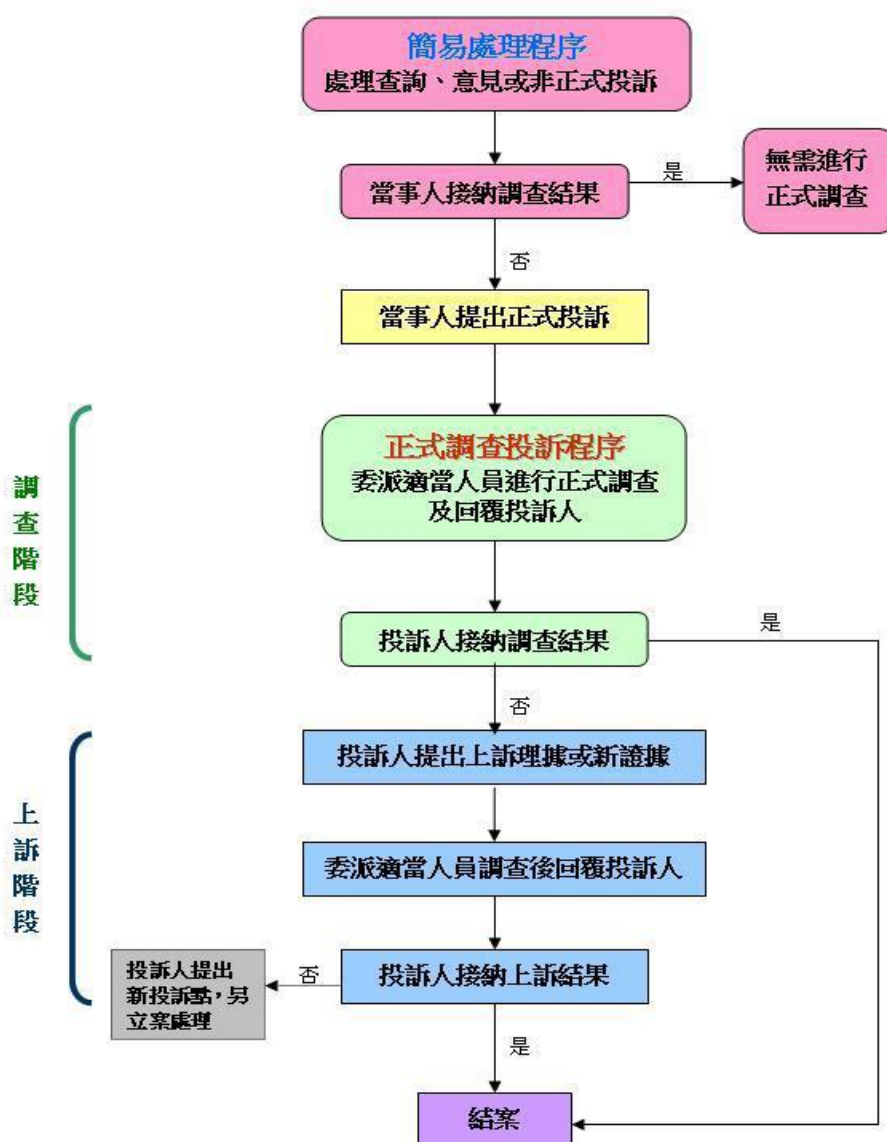 簡易處理程序
處理查詢、意見或非正式投訴
當事人接納調查結果
是
無需進行
正式調查
否
當事人提出正式投訴
調查階段
正式調查投訴程序
委派適當人員進行正式調查
及回覆投訴人
投訴人接納調查結果
是
否
上訴階段
投訴人提出上訴理據或新證據
委派適當人員調查後回覆投訴人
投訴人接納上訴結果
否
投訴人提出
新投訴點，另
立案處理
是
結案